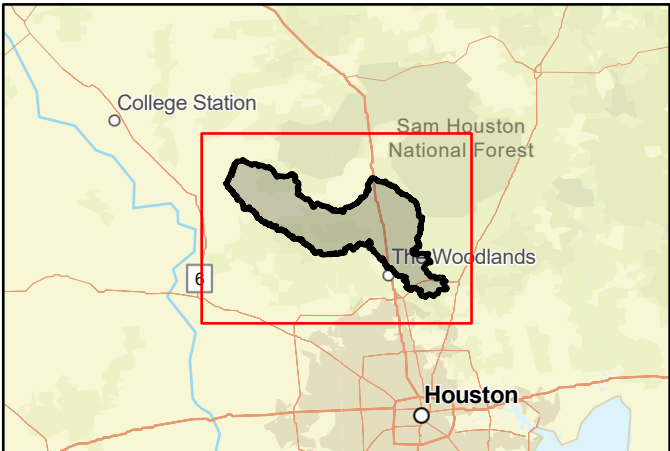 College Station
Sam Houston
National Forest
The Woodlands
6
Houston